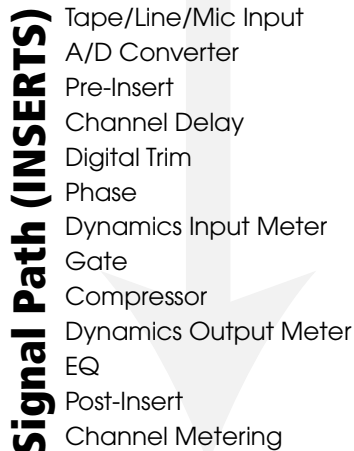 Signal Path (INSERTS)
Tape/Line/Mic Input
A/D Converter
Pre-Insert
Channel Delay
Digital Trim
Phase
Dynamics Input Meter
Gate
Compressor
Dynamics Output Meter
EQ
Post-Insert
Channel Metering